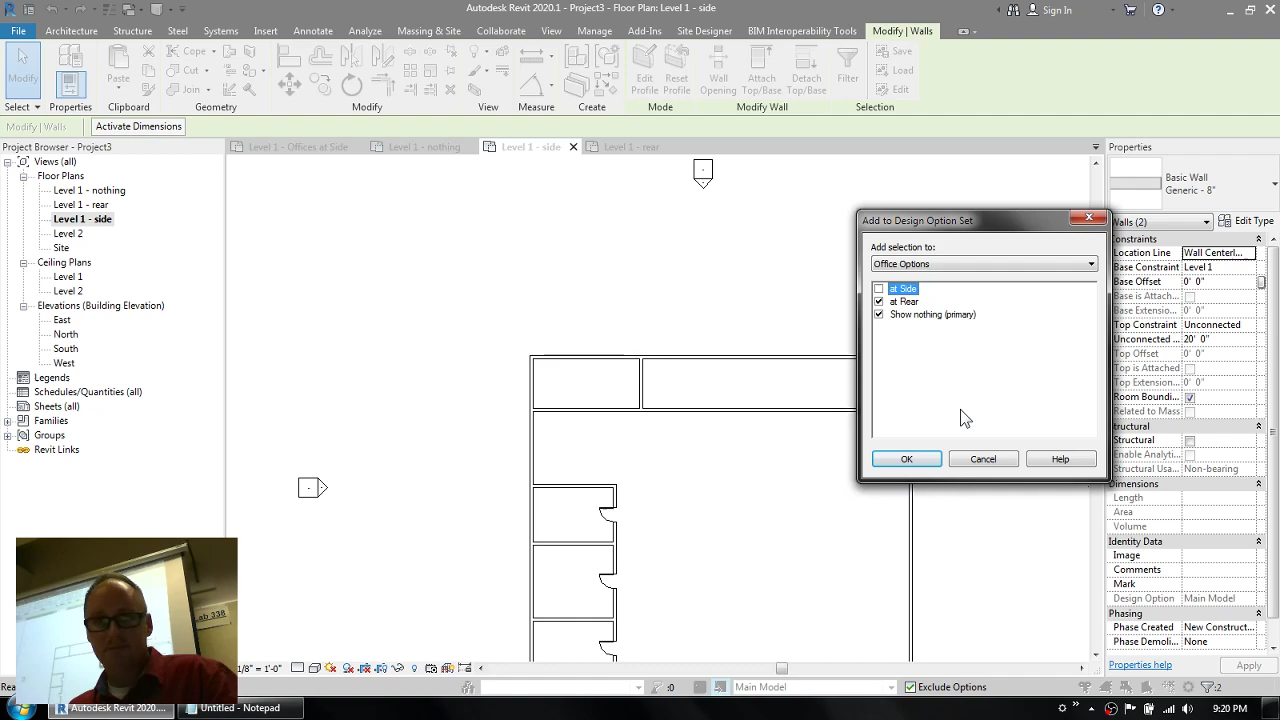 Autodesk Revit 2020.1 - Project3 - Floor Plan: Level 1 - side
Sign In
File Architecture Structure Steel Systems Insert Annotate Analyze Massing & Site Collaborate View Manage Add-Ins Site Designer BIM Interoperability Tools Modify | Walls
Modify
Properties
Paste
Cope
Cut
Join
Edit Profile
Reset Profile
Wall Opening
Attach Top/Base
Detach Top/Base
Filter
Save
Load
Edit
Select Properties Clipboard Geometry Modify View Measure Create Mode Modify Wall Selection
Modify | Walls Activate Dimensions
Project Browser - Project3
Level 1 - Offices at Side Level 1 - nothing Level 1 - side Level 1 - rear
Views (all)
Floor Plans
Level 1 - nothing
Level 1 - rear
Level 1 - side
Level 2
Site
Ceiling Plans
Level 1
Level 2
Elevations (Building Elevation)
East
North
South
West
Legends
Schedules/Quantities (all)
Sheets (all)
Families
Groups
Revit Links
Add to Design Option Set
Add selection to:
Office Options
at Side
at Rear
Show nothing (primary)
OK Cancel Help
Properties
Basic Wall
Generic - 8"
Walls (2) Edit Type
Constraints
Location Line Wall Centerl...
Base Constraint Level 1
Base Offset 0' 0"
Base is Attach...
Base Extension...
Top Constraint Unconnected
Unconnected ... 20' 0"
Top Offset 0' 0"
Top is Attached
Top Extension... 0' 0"
Room Boundi...
Related to Mass
Structural
Structural
Enable Analyti...
Structural Usa... Non-bearing
Dimensions
Length
Area
Volume
Identity Data
Image
Comments
Mark
Design Option Main Model
Phasing
Phase Created New Construct...
Phase Demoli... None
Properties help Apply
Lab 338
1/8" = 1'-0"
Rea :0 Main Model Exclude Options :2
Autodesk Revit 2020.... Untitled - Notepad 9:20 PM